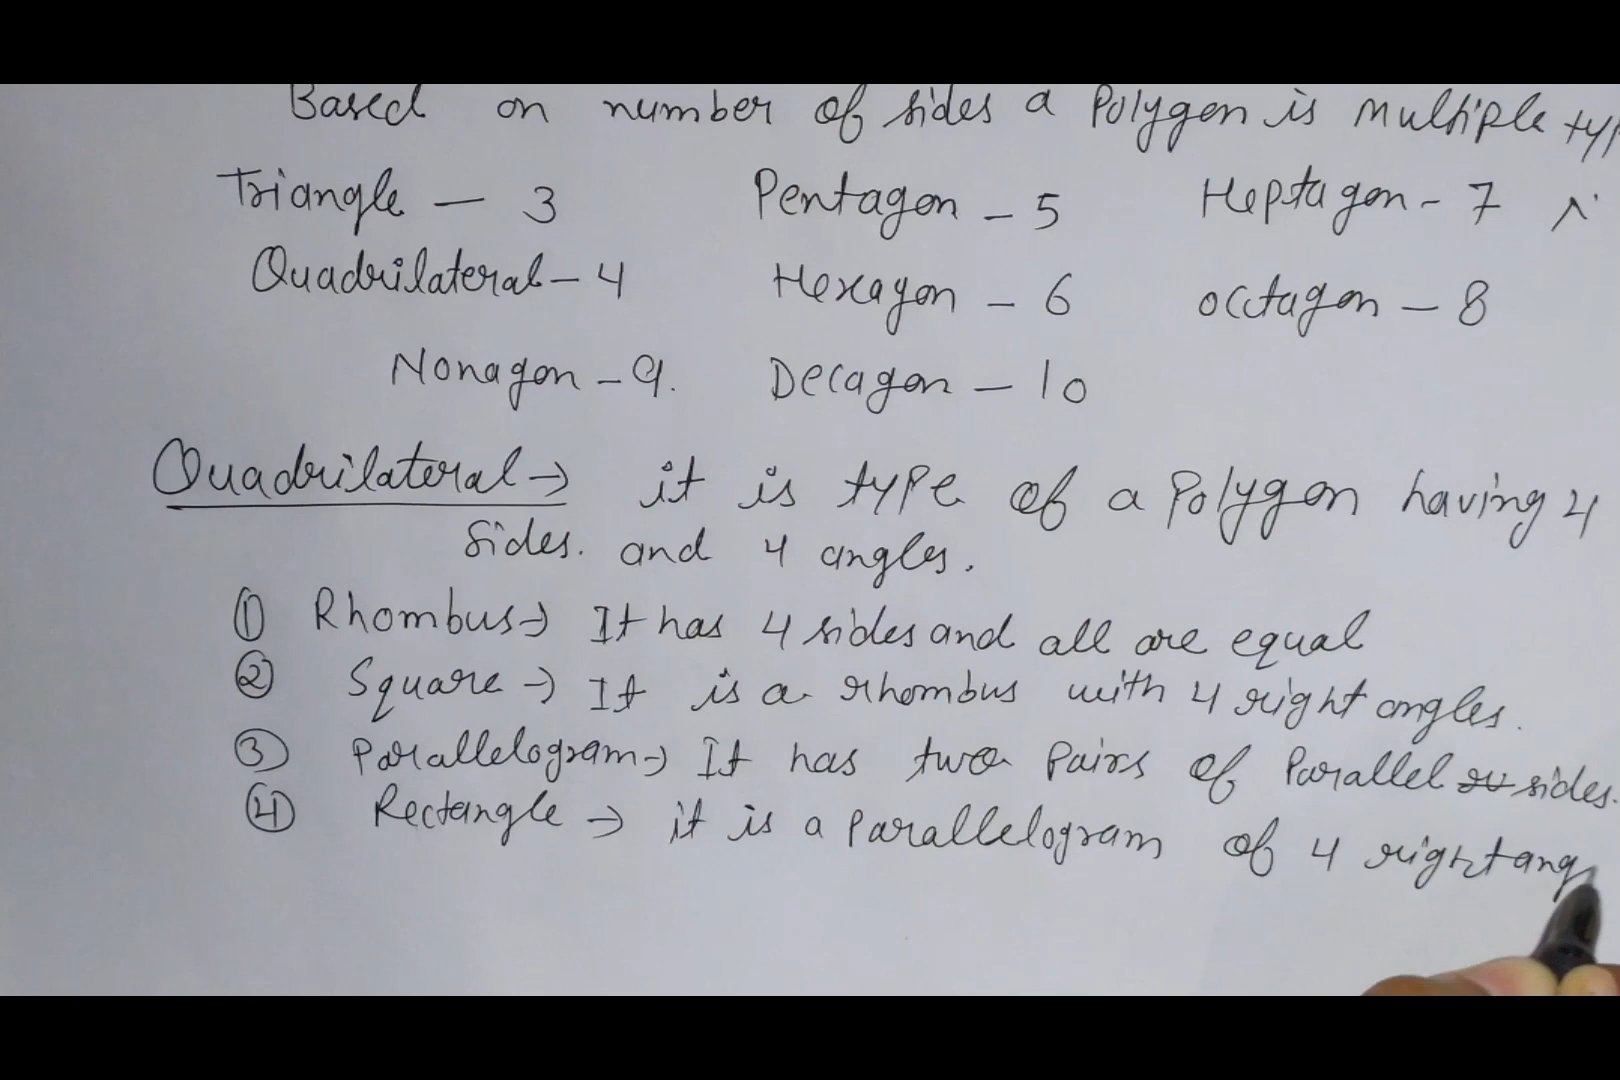 Based on number of sides a Polygon is multiple typ
Triangle — 3 Pentagon - 5 Heptagon - 7
Quadrilateral - 4 Hexagon - 6 Octagon - 8
Nonagon - 9. Decagon - 10
Quadrilateral → it is type of a Polygon having 4
Sides. and 4 angles.
① Rhombus → It has 4 sides and all are equal
② Square → It is a rhombus with 4 right angles.
③ Parallelogram → It has two Pairs of Parallel sides.
④ Rectangle → it is a Parallelogram of 4 right ang